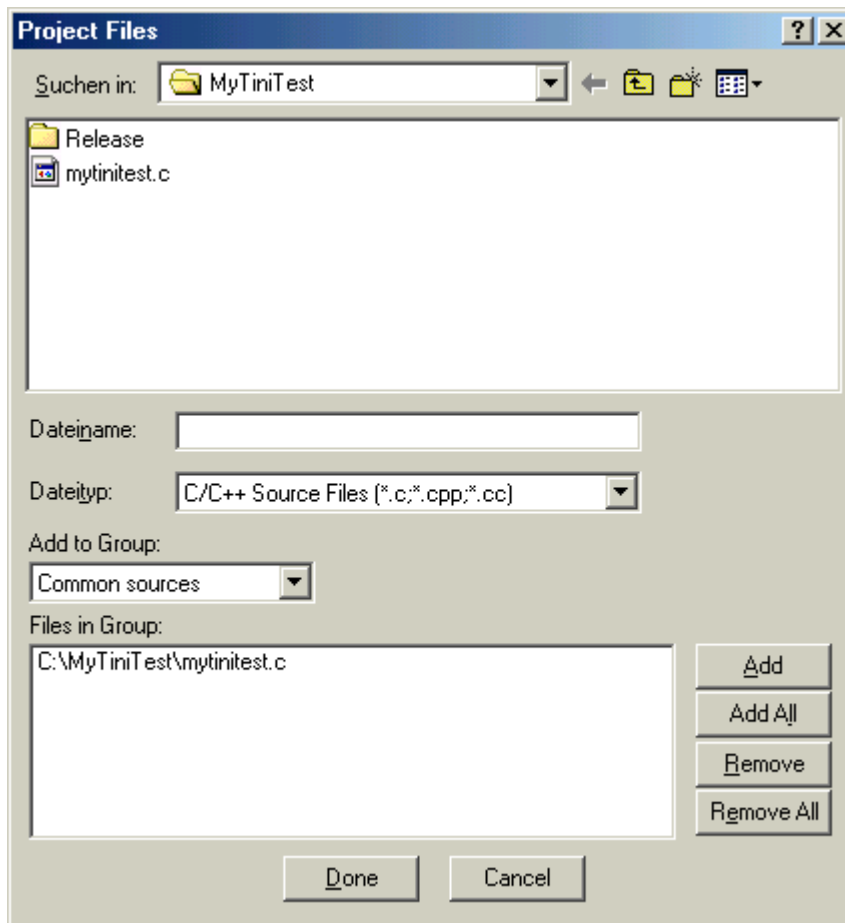 Project Files
Suchen in: MyTiniTest
Release
mytinitest.c
Dateiname:
Dateityp: C/C++ Source Files (*.c;*.cpp;*.cc)
Add to Group:
Common sources
Files in Group:
C:\MyTiniTest\mytinitest.c
Add
Add All
Remove
Remove All
Done Cancel